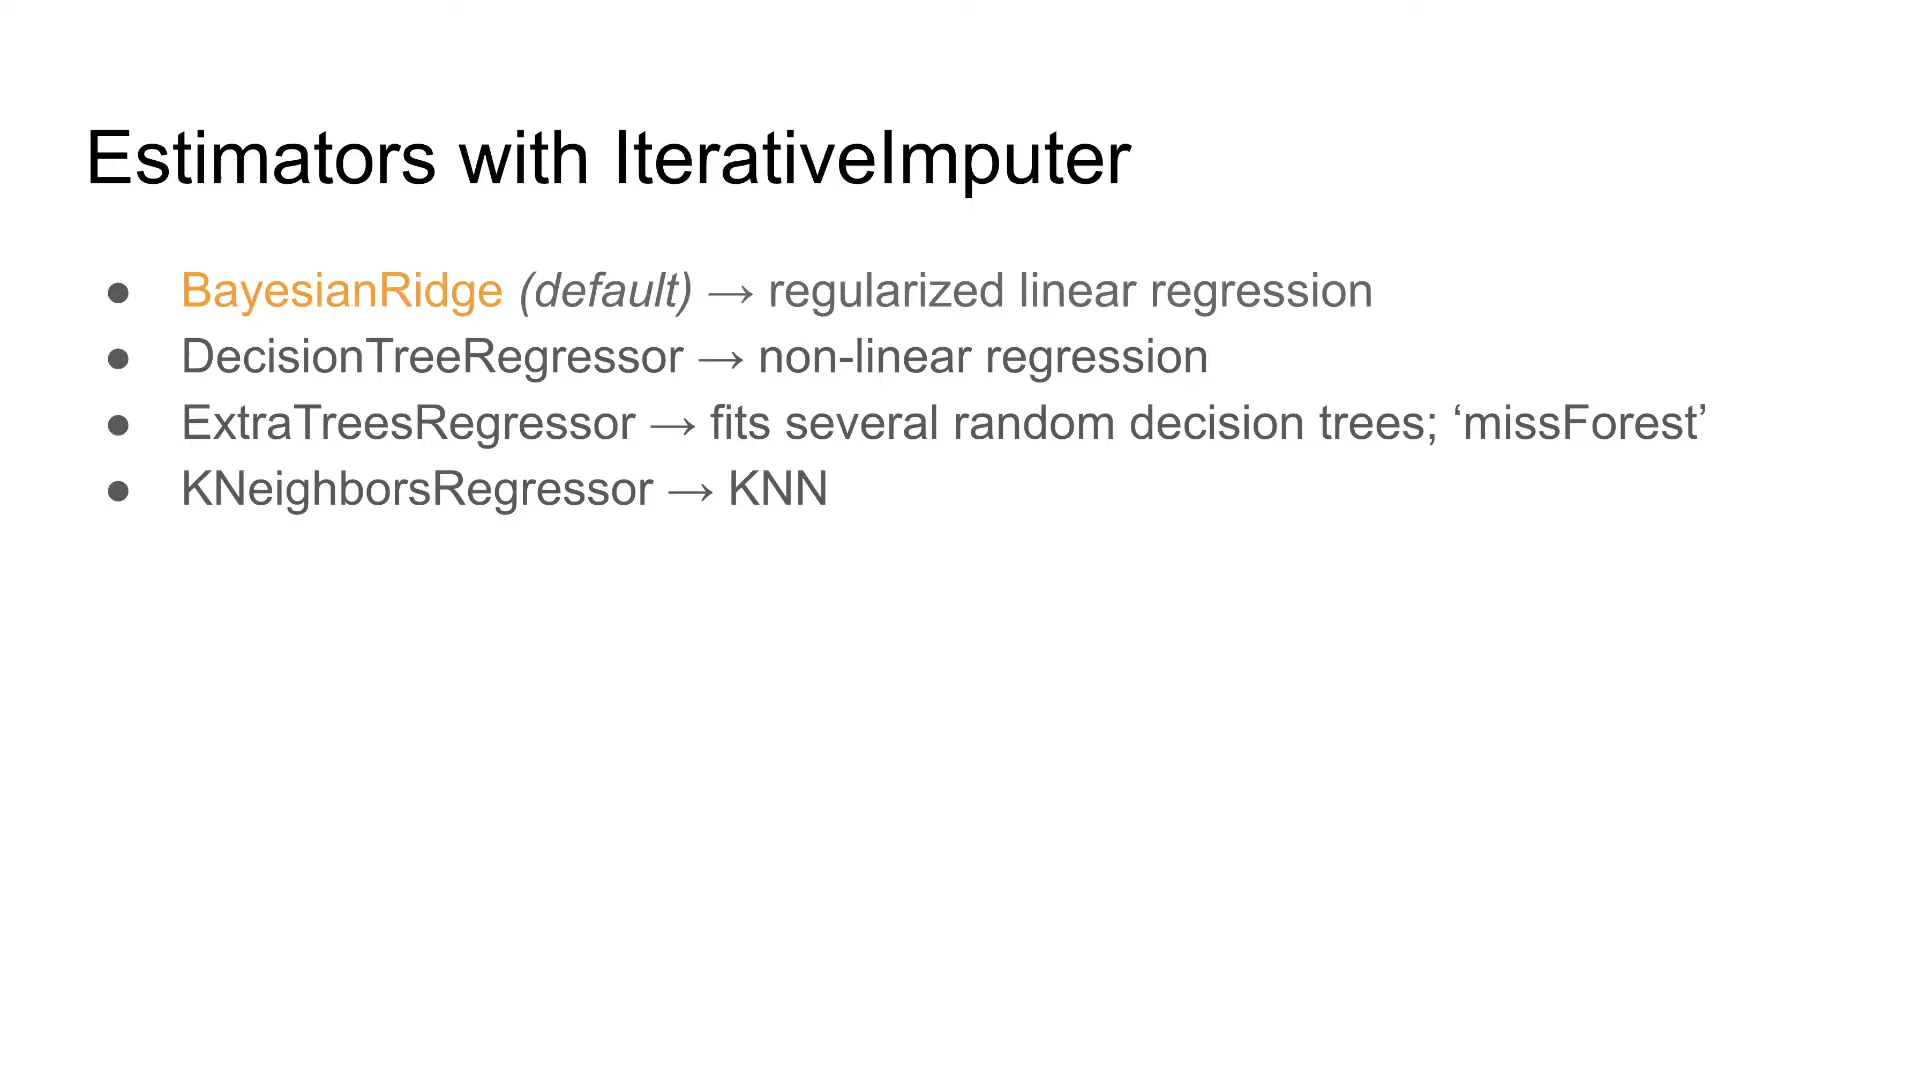 Estimators with IterativeImputer
● BayesianRidge (default) → regularized linear regression
● DecisionTreeRegressor → non-linear regression
● ExtraTreesRegressor → fits several random decision trees; ‘missForest’
● KNeighborsRegressor → KNN